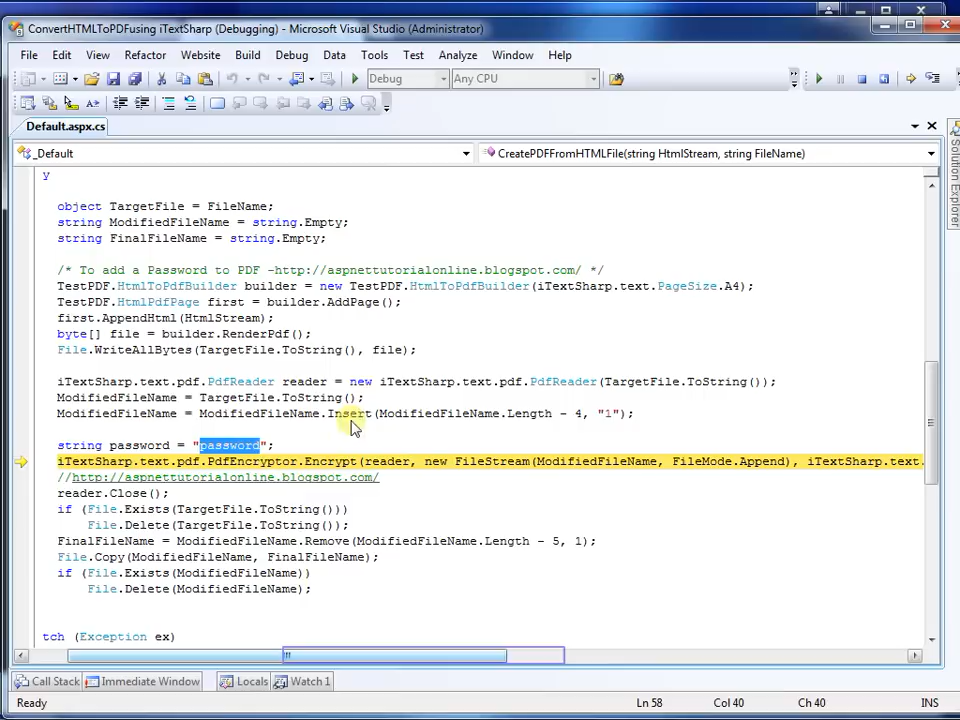 ConvertHTMLToPDFusing iTextSharp (Debugging) - Microsoft Visual Studio (Administrator)
File Edit View Refactor Website Build Debug Data Tools Test Analyze Window Help
Debug Any CPU
Default.aspx.cs
_Default CreatePDFFromHTMLFile(string HtmlStream, string FileName)
Solution Explorer
y
object TargetFile = FileName;
string ModifiedFileName = string.Empty;
string FinalFileName = string.Empty;
/* To add a Password to PDF -http://aspnettutorialonline.blogspot.com/ */
TestPDF.HtmlToPdfBuilder builder = new TestPDF.HtmlToPdfBuilder(iTextSharp.text.PageSize.A4);
TestPDF.HtmlPdfPage first = builder.AddPage();
first.AppendHtml(HtmlStream);
byte[] file = builder.RenderPdf();
File.WriteAllBytes(TargetFile.ToString(), file);
iTextSharp.text.pdf.PdfReader reader = new iTextSharp.text.pdf.PdfReader(TargetFile.ToString());
ModifiedFileName = TargetFile.ToString();
ModifiedFileName = ModifiedFileName.Insert(ModifiedFileName.Length - 4, "1");
string password = "password";
iTextSharp.text.pdf.PdfEncryptor.Encrypt(reader, new FileStream(ModifiedFileName, FileMode.Append), iTextSharp.text.
//http://aspnettutorialonline.blogspot.com/
reader.Close();
if (File.Exists(TargetFile.ToString()))
File.Delete(TargetFile.ToString());
FinalFileName = ModifiedFileName.Remove(ModifiedFileName.Length - 5, 1);
File.Copy(ModifiedFileName, FinalFileName);
if (File.Exists(ModifiedFileName))
File.Delete(ModifiedFileName);
tch (Exception ex)
Call Stack Immediate Window Locals Watch 1
Ready Ln 58 Col 40 Ch 40 INS